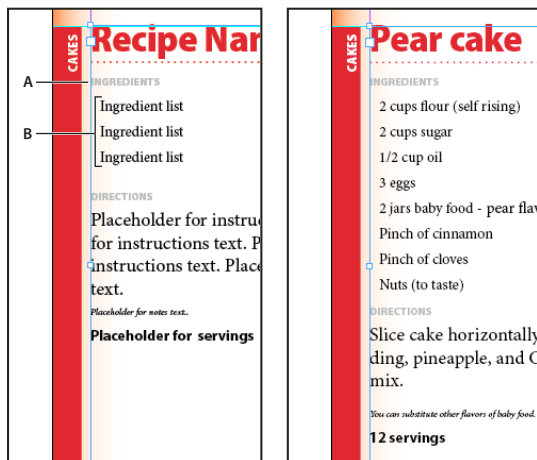 CAKES
Recipe Nar
A
INGREDIENTS
B
Ingredient list
Ingredient list
Ingredient list
DIRECTIONS
Placeholder for instru
for instructions text. P
instructions text. Place
text.
Placeholder for notes text..
Placeholder for servings
CAKES
Pear cake
INGREDIENTS
2 cups flour (self rising)
2 cups sugar
1/2 cup oil
3 eggs
2 jars baby food - pear flav
Pinch of cinnamon
Pinch of cloves
Nuts (to taste)
DIRECTIONS
Slice cake horizontally
ding, pineapple, and C
mix.
You can substitute other flavors of baby food.
12 servings